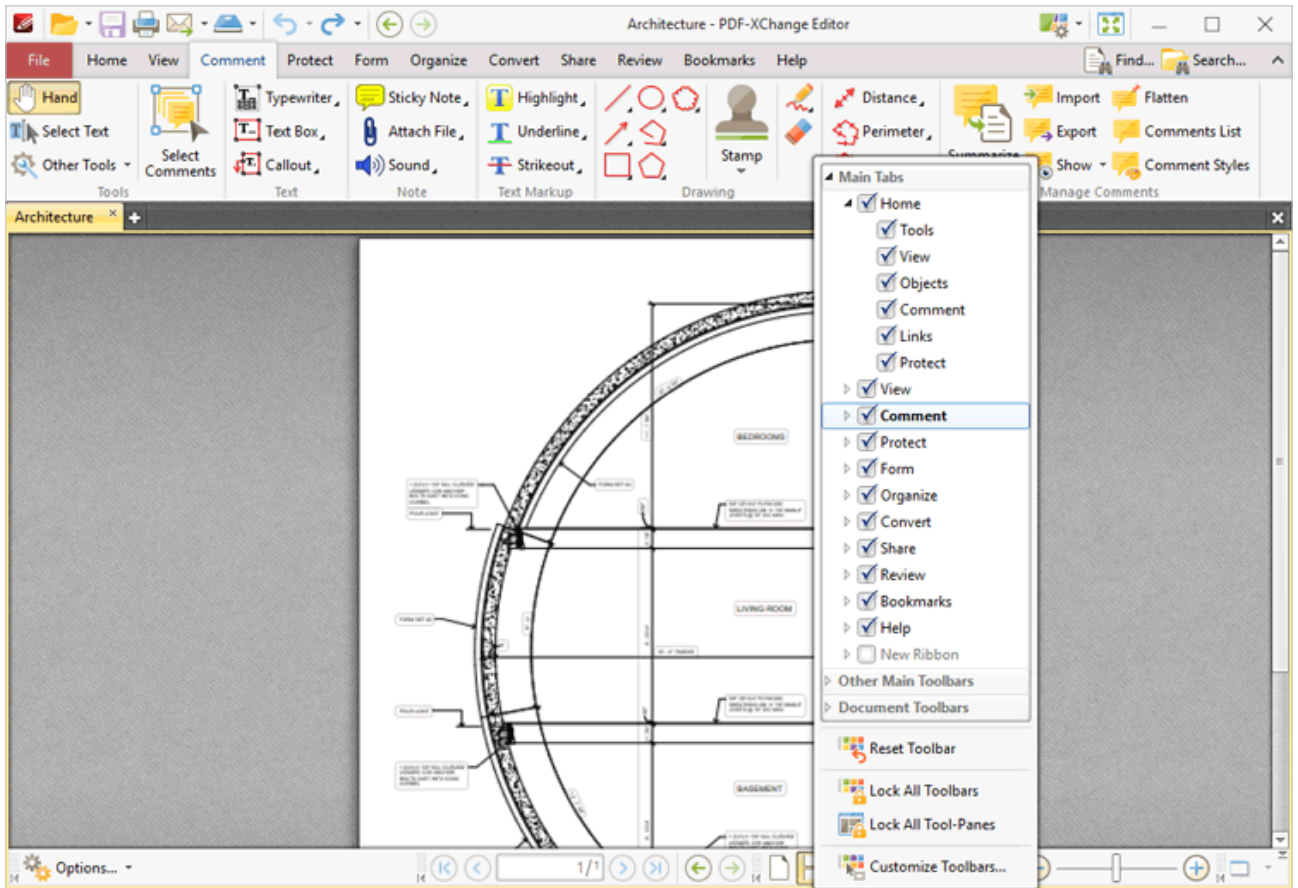 Architecture - PDF-XChange Editor
File Home View Comment Protect Form Organize Convert Share Review Bookmarks Help Find... Search...
Hand Typewriter Sticky Note Highlight Distance Import Flatten
Select Text Text Box Attach File Underline Perimeter Export Comments List
Other Tools Select Comments Callout Sound Strikeout Stamp Show Comment Styles
Tools Text Note Text Markup Drawing Manage Comments
Architecture
Main Tabs
Home
Tools
View
Objects
Comment
Links
Protect
View
Comment
Protect
Form
Organize
Convert
Share
Review
Bookmarks
Help
New Ribbon
Other Main Toolbars
Document Toolbars
Reset Toolbar
Lock All Toolbars
Lock All Tool-Panes
Customize Toolbars...
BEDROOMS
LIVING ROOM
BASEMENT
Options... 1/1